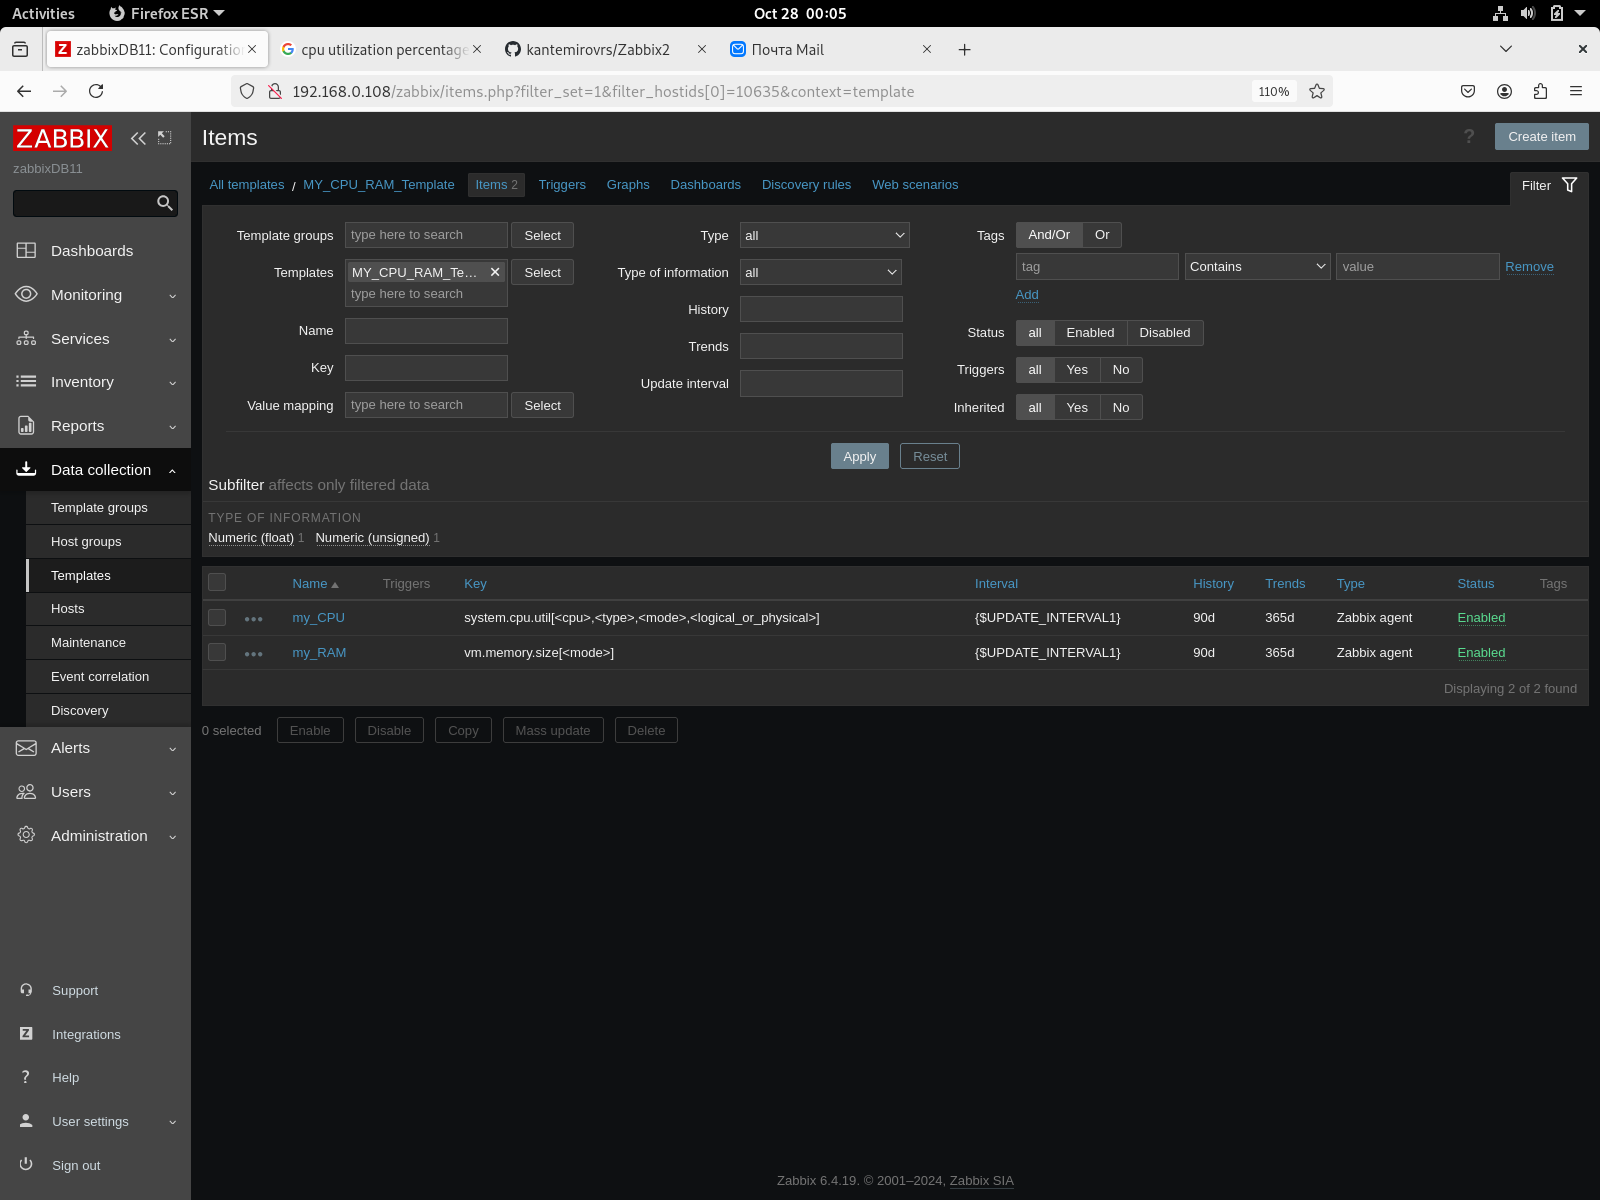 Activities Firefox ESR Oct 28 00:05
zabbixDB11: Configuratio cpu utilization percentage kantemirovrs/Zabbix2 Почта Mail
192.168.0.108/zabbix/items.php?filter_set=1&filter_hostids[0]=10635&context=template 110%
ZABBIX
zabbixDB11
Dashboards
Monitoring
Services
Inventory
Reports
Data collection
Template groups
Host groups
Templates
Hosts
Maintenance
Event correlation
Discovery
Alerts
Users
Administration
Support
Integrations
Help
User settings
Sign out
Items ? Create item
All templates / MY_CPU_RAM_Template Items 2 Triggers Graphs Dashboards Discovery rules Web scenarios Filter
Template groups type here to search Select
Templates MY_CPU_RAM_Te... Select
type here to search
Name
Key
Value mapping type here to search Select
Type all
Type of information all
History
Trends
Update interval
Tags And/Or Or
tag Contains value Remove
Add
Status all Enabled Disabled
Triggers all Yes No
Inherited all Yes No
Apply Reset
Subfilter affects only filtered data
TYPE OF INFORMATION
Numeric (float) 1 Numeric (unsigned) 1
Name Triggers Key Interval History Trends Type Status Tags
my_CPU system.cpu.util[<cpu>,<type>,<mode>,<logical_or_physical>] {$UPDATE_INTERVAL1} 90d 365d Zabbix agent Enabled
my_RAM vm.memory.size[<mode>] {$UPDATE_INTERVAL1} 90d 365d Zabbix agent Enabled
Displaying 2 of 2 found
0 selected Enable Disable Copy Mass update Delete
Zabbix 6.4.19. © 2001–2024, Zabbix SIA